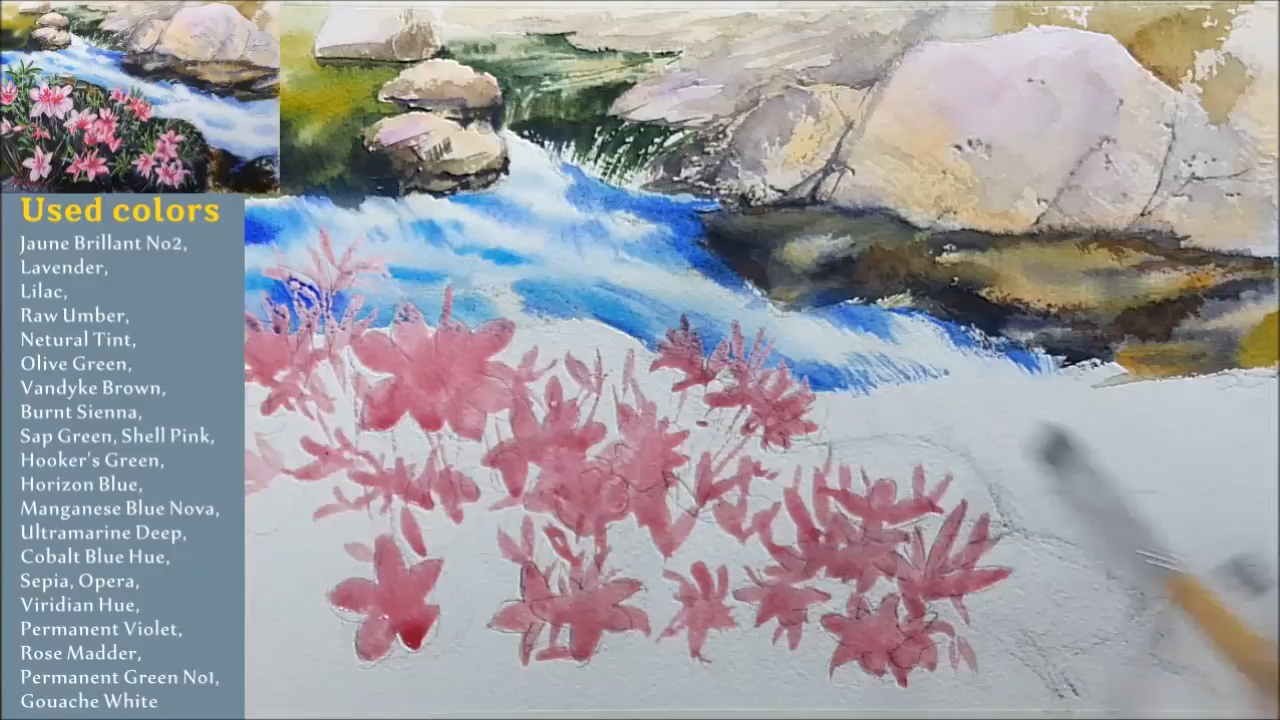 Used colors
Jaune Brillant No2,
Lavender,
Lilac,
Raw Umber,
Netural Tint,
Olive Green,
Vandyke Brown,
Burnt Sienna,
Sap Green, Shell Pink,
Hooker's Green,
Horizon Blue,
Manganese Blue Nova,
Ultramarine Deep,
Cobalt Blue Hue,
Sepia, Opera,
Viridian Hue,
Permanent Violet,
Rose Madder,
Permanent Green No1,
Gouache White